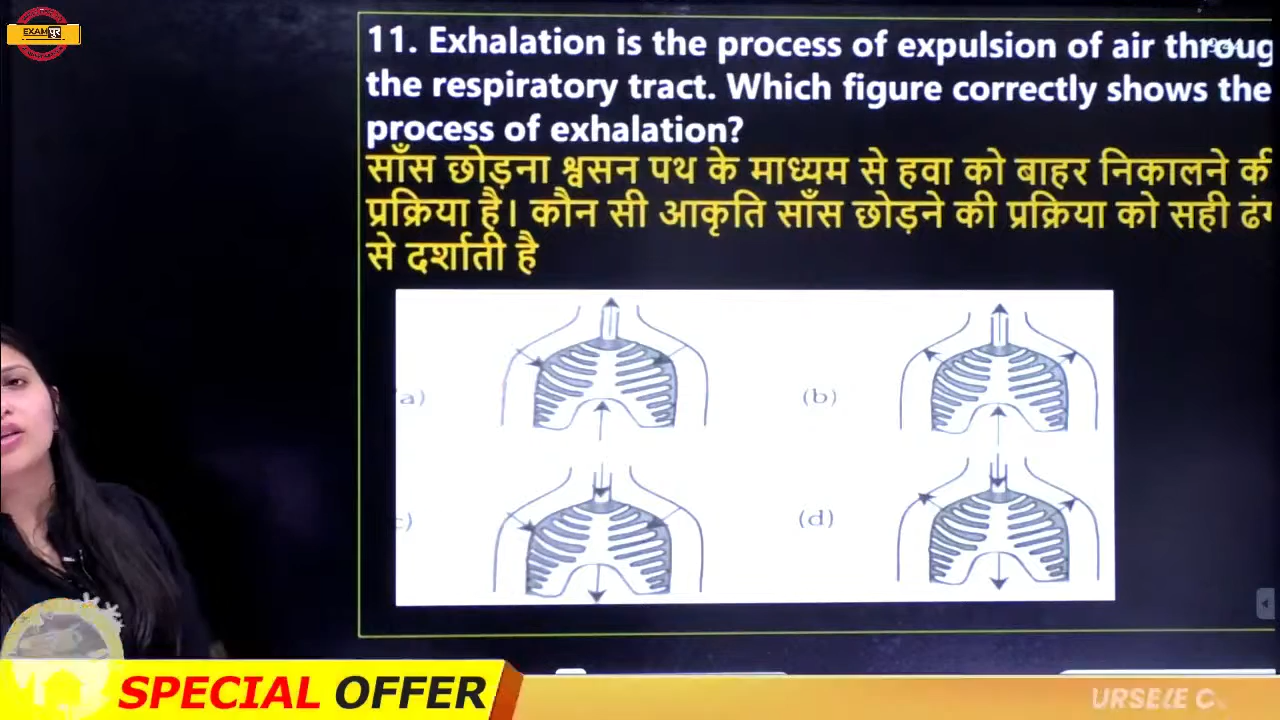 EXAM पुर
11. Exhalation is the process of expulsion of air throug
the respiratory tract. Which figure correctly shows the
process of exhalation?
साँस छोड़ना श्वसन पथ के माध्यम से हवा को बाहर निकालने की
प्रक्रिया है। कौन सी आकृति साँस छोड़ने की प्रक्रिया को सही ढंग
से दर्शाती है
a)
(b)
c)
(d)
SPECIAL OFFER